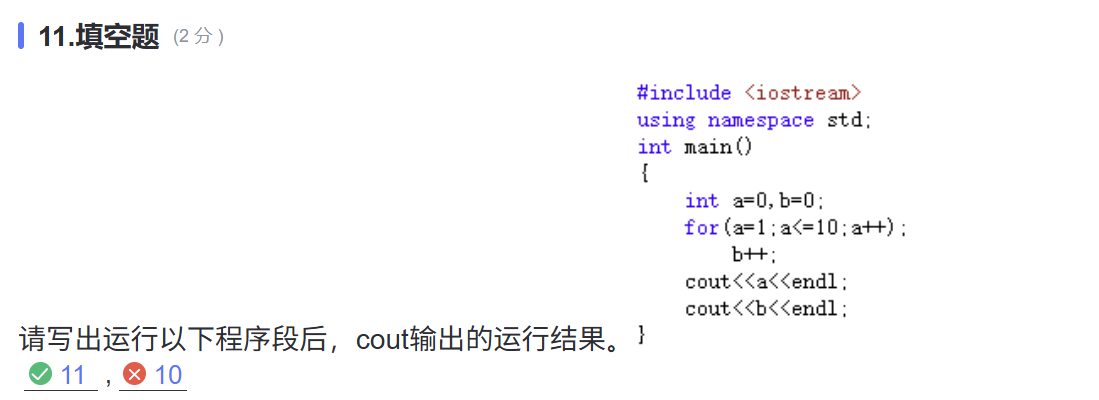 11.填空题 (2 分 )
#include <iostream>
using namespace std;
int main()
{
int a=0,b=0;
for(a=1;a<=10;a++);
b++;
cout<<a<<endl;
cout<<b<<endl;
}
请写出运行以下程序段后，cout输出的运行结果。
11 , 10